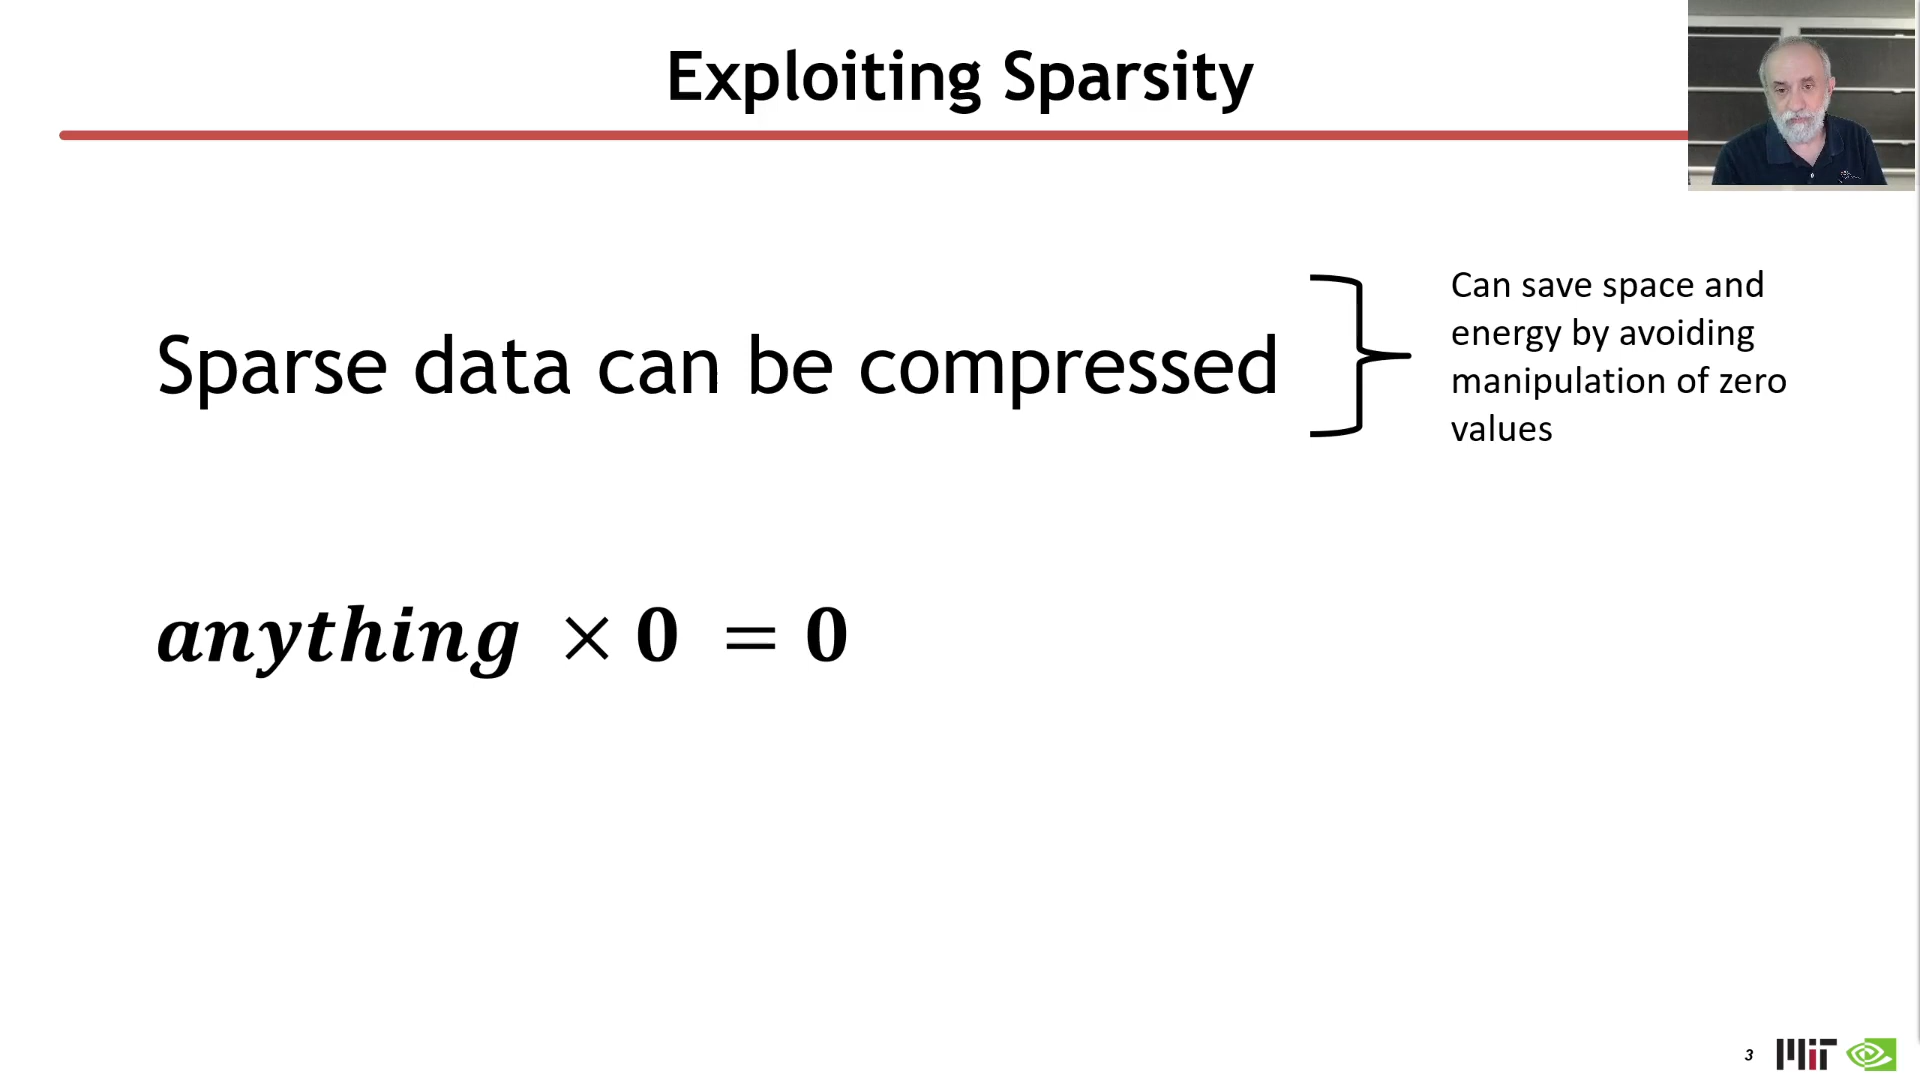 Exploiting Sparsity
Sparse data can be compressed
Can save space and
energy by avoiding
manipulation of zero
values
anything × 0 = 0
3
MIT